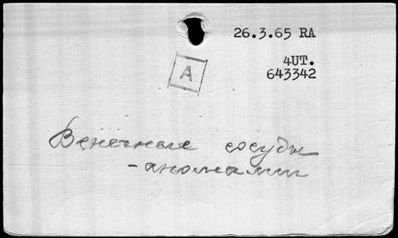 26.3.65 RA
4UT.
643342
A
Венечные сосуды
-аномалии